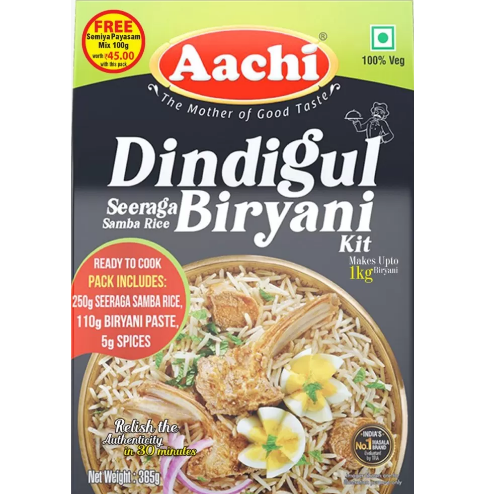 FREE
Semiya Payasam
Mix 100g
worth ₹45.00
with this pack
Aachi®
The Mother of Good Taste
100% Veg
Dindigul
Seeraga
Samba Rice
Biryani
Kit
Makes Upto
1kg Biryani
READY TO COOK
PACK INCLUDES:
250g SEERAGA SAMBA RICE,
110g BIRYANI PASTE,
5g SPICES
Relish the
Authenticity
in 30 minutes
Net Weight: 365g
INDIA'S
No.1 MASALA
BRAND